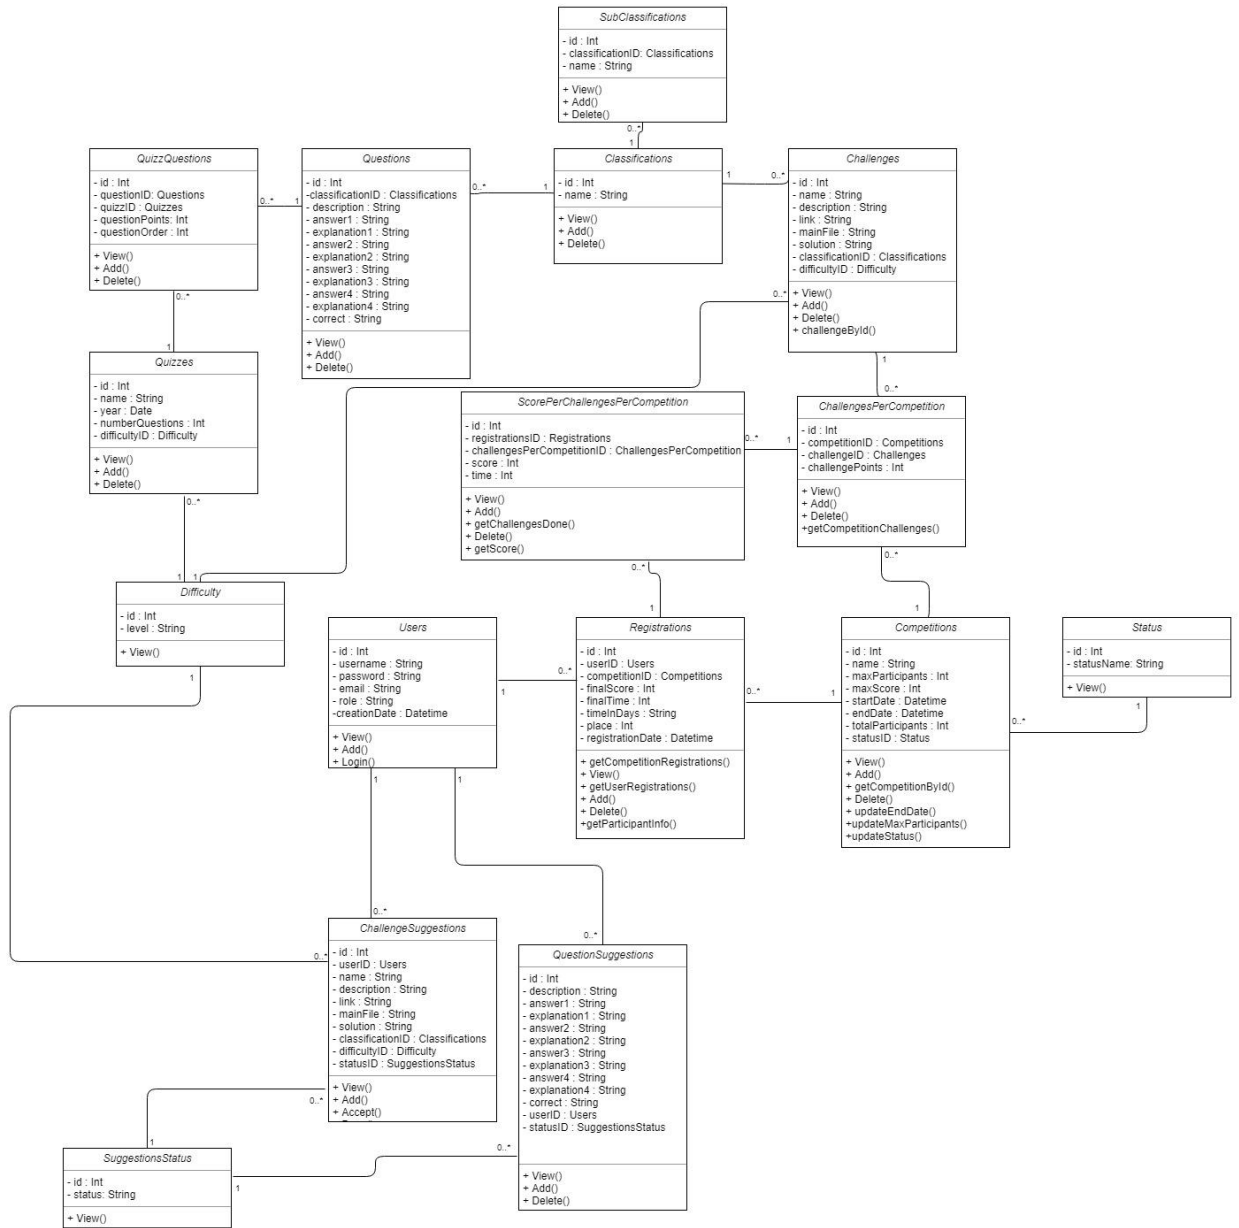 SubClassifications
- id : Int
- classificationID: Classifications
- name : String
+ View()
+ Add()
+ Delete()
0..*
1
QuizzQuestions
- id : Int
- questionID: Questions
- quizzID : Quizzes
- questionPoints: Int
- questionOrder : Int
+ View()
+ Add()
+ Delete()
0..*
1
0..*
1
Questions
- id : Int
-classificationID : Classifications
- description : String
- answer1 : String
- explanation1 : String
- answer2 : String
- explanation2 : String
- answer3 : String
- explanation3 : String
- answer4 : String
- explanation4 : String
- correct : String
+ View()
+ Add()
+ Delete()
0..*
1
Classifications
- id : Int
- name : String
+ View()
+ Add()
+ Delete()
1
0..*
Challenges
- id : Int
- name : String
- description : String
- link : String
- mainFile : String
- solution : String
- classificationID : Classifications
- difficultyID : Difficulty
+ View()
+ Add()
+ Delete()
+ challengeById()
0..*
1
0..*
Quizzes
- id : Int
- name : String
- year : Date
- numberQuestions : Int
- difficultyID : Difficulty
+ View()
+ Add()
+ Delete()
0..*
1
1
ScorePerChallengesPerCompetition
- id : Int
- registrationsID : Registrations
- challengesPerCompetitionID : ChallengesPerCompetition
- score : Int
- time : Int
+ View()
+ Add()
+ getChallengesDone()
+ Delete()
+ getScore()
0..*
1
0..*
1
ChallengesPerCompetition
- id : Int
- competitionID : Competitions
- challengeID : Challenges
- challengePoints : Int
+ View()
+ Add()
+ Delete()
+getCompetitionChallenges()
0..*
1
Difficulty
- id : Int
- level : String
+ View()
1
Users
- id : Int
- username : String
- password : String
- email : String
- role : String
-creationDate : Datetime
+ View()
+ Add()
+ Login()
1
0..*
1
1
Registrations
- id : Int
- userID : Users
- competitionID : Competitions
- finalScore : Int
- finalTime : Int
- timeInDays : String
- place : Int
- registrationDate : Datetime
+ getCompetitionRegistrations()
+ View()
+ getUserRegistrations()
+ Add()
+ Delete()
+getParticipantInfo()
0..*
1
Competitions
- id : Int
- name : String
- maxParticipants : Int
- maxScore : Int
- startDate : Datetime
- endDate : Datetime
- totalParticipants : Int
- statusID : Status
+ View()
+ Add()
+ getCompetitionById()
+ Delete()
+ updateEndDate()
+updateMaxParticipants()
+updateStatus()
0..*
1
Status
- id : Int
- statusName: String
+ View()
0..*
0..*
0..*
ChallengeSuggestions
- id : Int
- userID : Users
- name : String
- description : String
- link : String
- mainFile : String
- solution : String
- classificationID : Classifications
- difficultyID : Difficulty
- statusID : SuggestionsStatus
+ View()
+ Add()
+ Accept()
0..*
1
QuestionSuggestions
- id : Int
- description : String
- answer1 : String
- explanation1 : String
- answer2 : String
- explanation2 : String
- answer3 : String
- explanation3 : String
- answer4 : String
- explanation4 : String
- correct : String
- userID : Users
- statusID : SuggestionsStatus
+ View()
+ Add()
+ Delete()
0..*
1
SuggestionsStatus
- id : Int
- status: String
+ View()